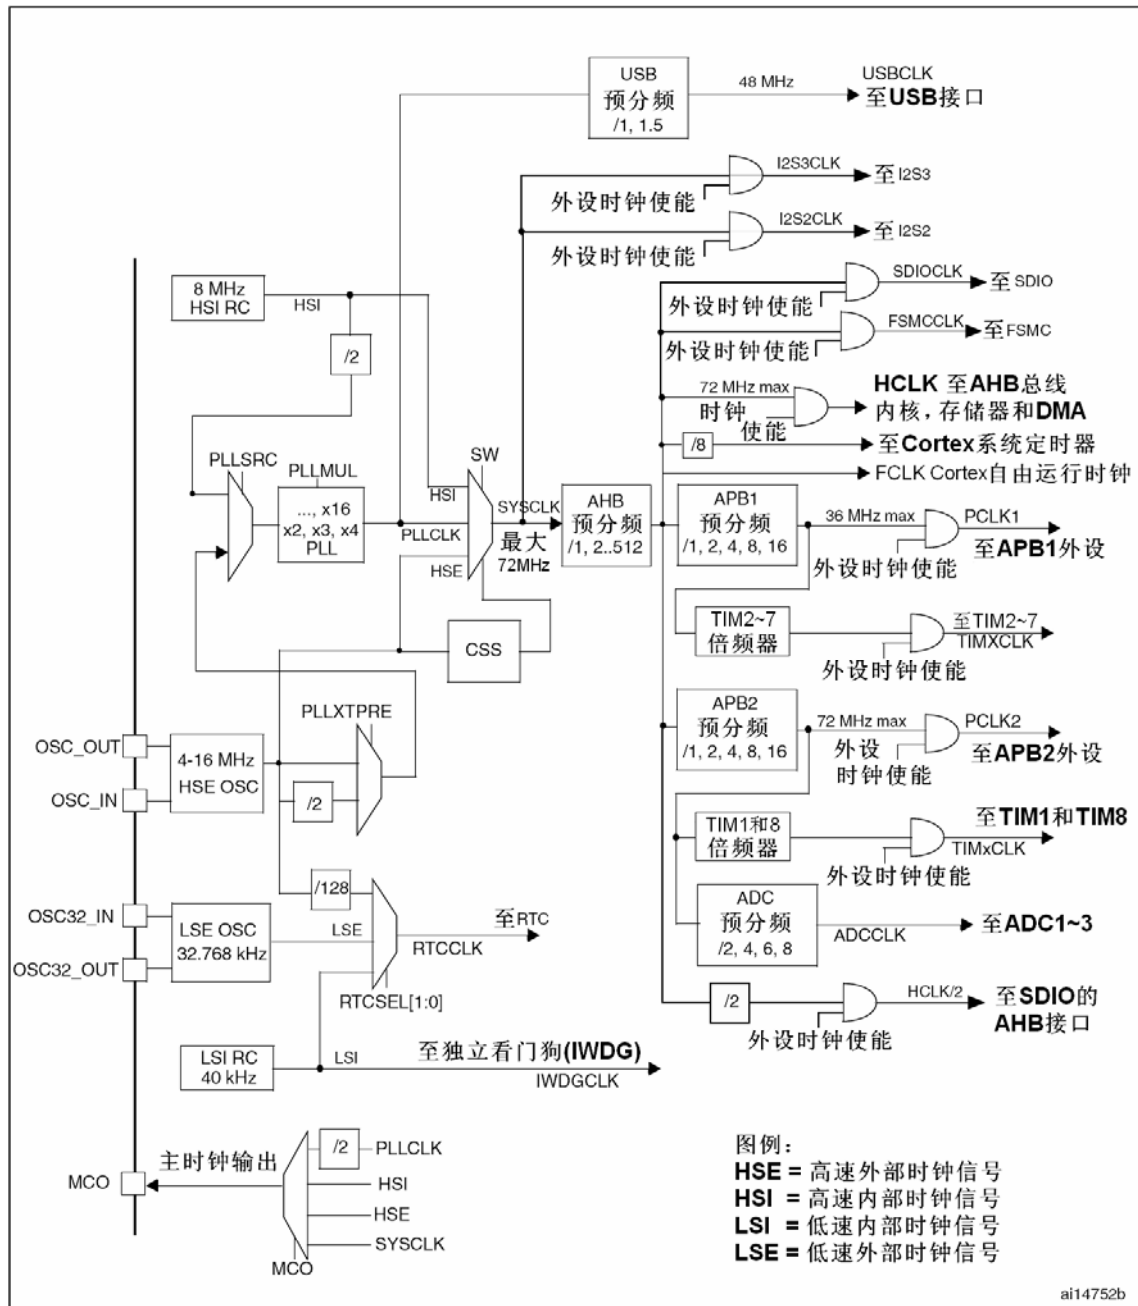 USB
预分频
/1, 1.5
48 MHz
USBCLK
至USB接口
I2S3CLK
至I2S3
外设时钟使能
I2S2CLK
至I2S2
外设时钟使能
8 MHz
HSI RC
HSI
SDIOCLK
至SDIO
外设时钟使能
FSMCCLK
至FSMC
外设时钟使能
/2
72 MHz max
时钟
使能
HCLK 至AHB总线
内核,存储器和DMA
/8
至Cortex系统定时器
FCLK Cortex自由运行时钟
PLLSRC
PLLMUL
..., x16
x2, x3, x4
PLL
SW
HSI
PLLCLK
HSE
SYSCLK
最大
72MHz
AHB
预分频
/1, 2..512
APB1
预分频
/1, 2, 4, 8, 16
36 MHz max
PCLK1
至APB1外设
外设时钟使能
CSS
TIM2~7
倍频器
至TIM2~7
TIMXCLK
外设时钟使能
PLLXTPRE
OSC_OUT
OSC_IN
4-16 MHz
HSE OSC
/2
APB2
预分频
/1, 2, 4, 8, 16
72 MHz max
外设
时钟使能
PCLK2
至APB2外设
TIM1和8
倍频器
至TIM1和TIM8
TIMxCLK
外设时钟使能
/128
OSC32_IN
OSC32_OUT
LSE OSC
32.768 kHz
LSE
至RTC
RTCCLK
RTCSEL[1:0]
ADC
预分频
/2, 4, 6, 8
ADCCLK
至ADC1~3
/2
HCLK/2
至SDIO的
AHB接口
外设时钟使能
LSI RC
40 kHz
LSI
至独立看门狗(IWDG)
IWDGCLK
MCO
主时钟输出
/2
PLLCLK
HSI
HSE
SYSCLK
MCO
图例:
HSE = 高速外部时钟信号
HSI = 高速内部时钟信号
LSI = 低速内部时钟信号
LSE = 低速外部时钟信号
ai14752b